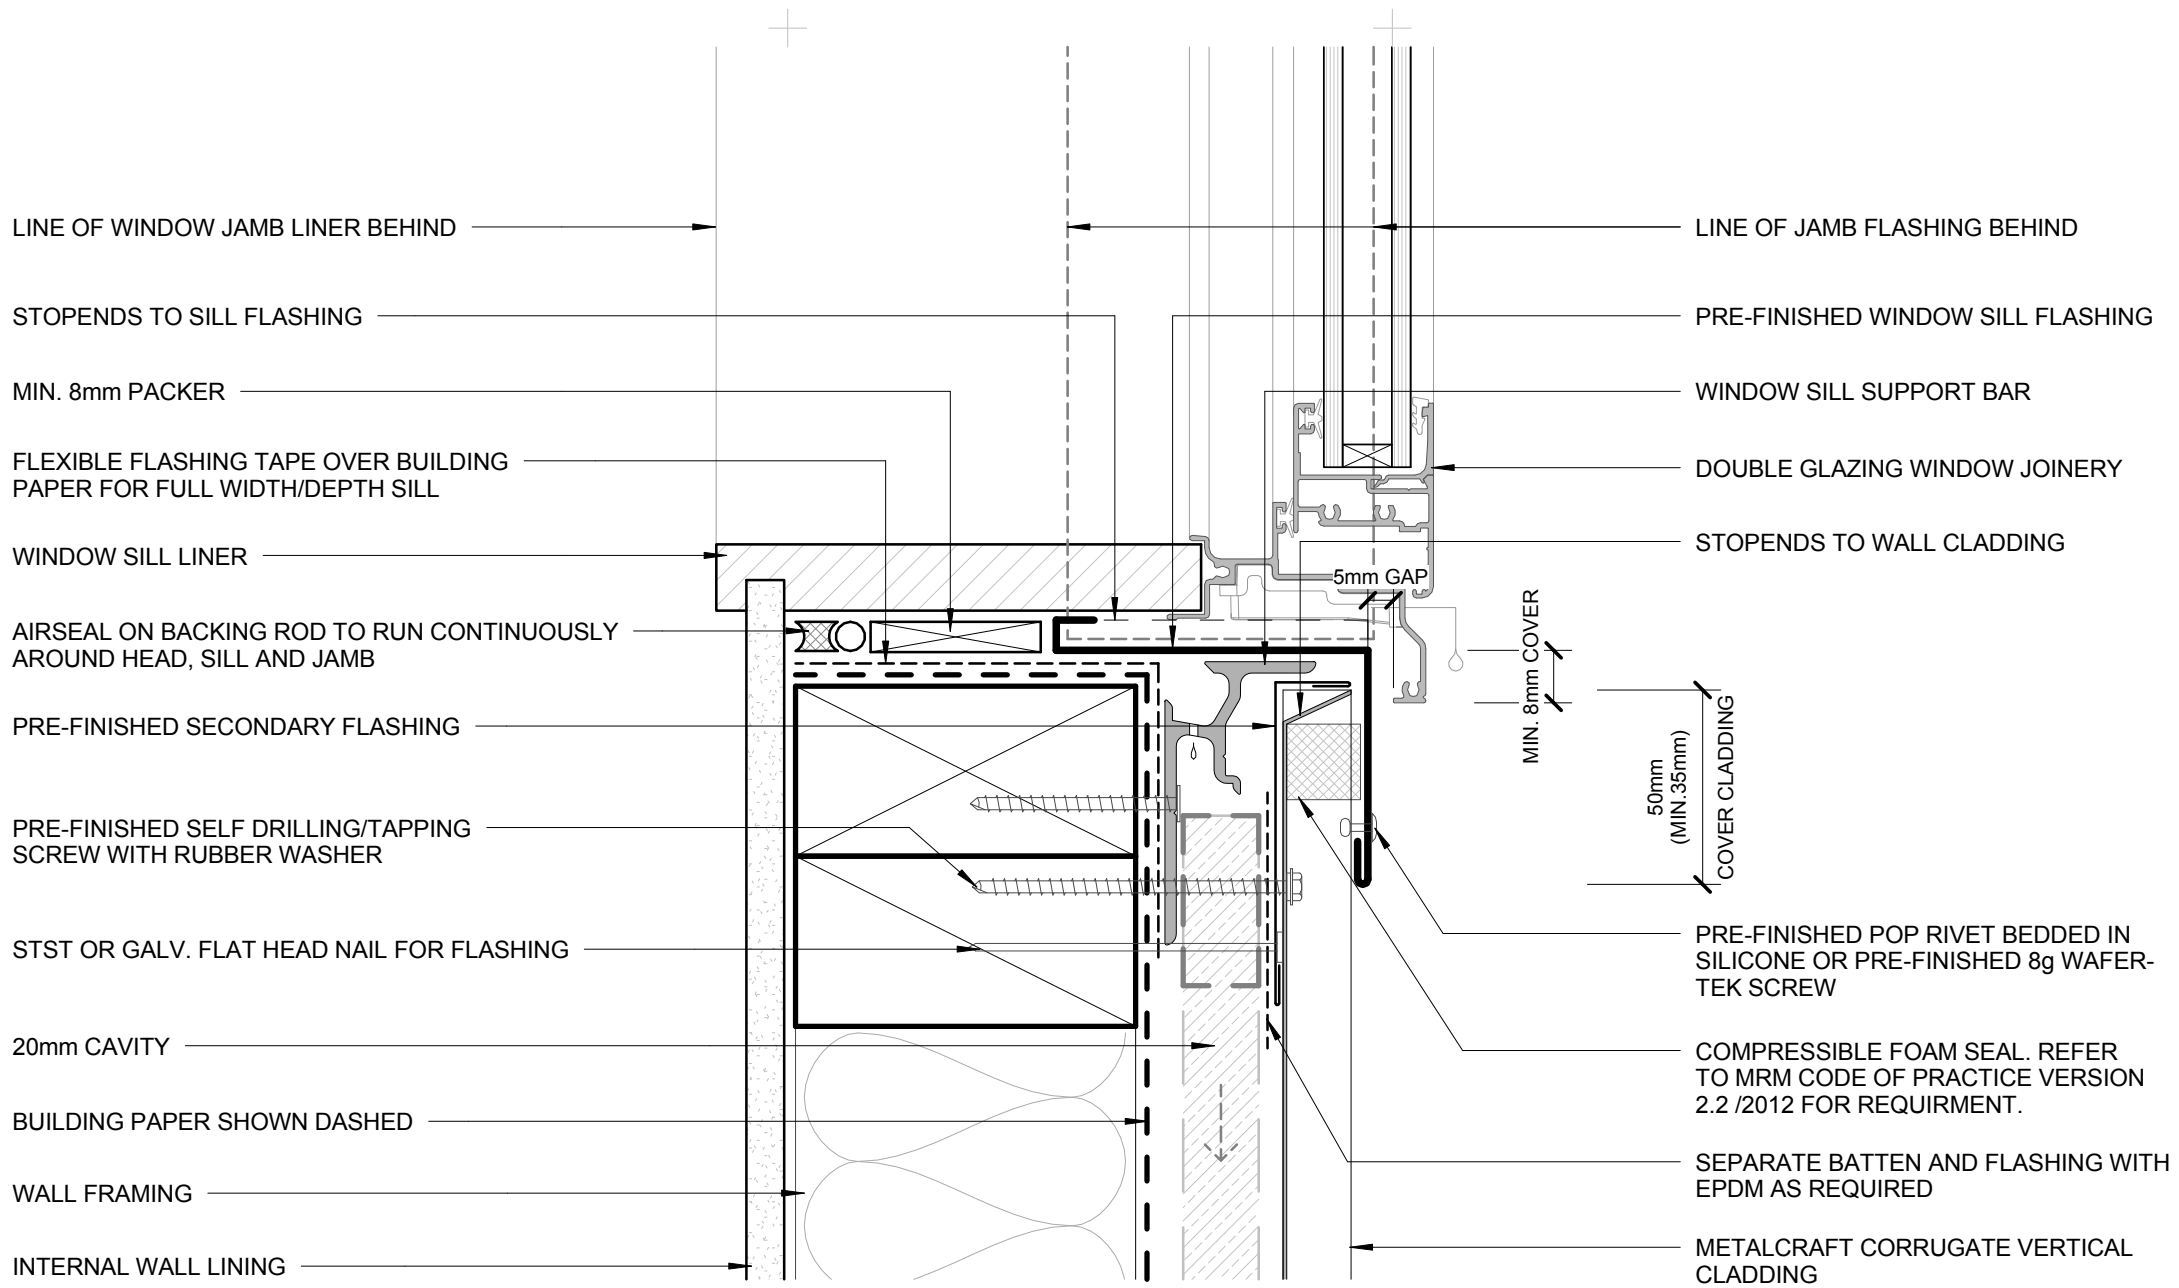 LINE OF WINDOW JAMB LINER BEHIND
STOPENDS TO SILL FLASHING
MIN. 8mm PACKER
FLEXIBLE FLASHING TAPE OVER BUILDING
PAPER FOR FULL WIDTH/DEPTH SILL
WINDOW SILL LINER
AIRSEAL ON BACKING ROD TO RUN CONTINUOUSLY
AROUND HEAD, SILL AND JAMB
PRE-FINISHED SECONDARY FLASHING
PRE-FINISHED SELF DRILLING/TAPPING
SCREW WITH RUBBER WASHER
STST OR GALV. FLAT HEAD NAIL FOR FLASHING
20mm CAVITY
BUILDING PAPER SHOWN DASHED
WALL FRAMING
INTERNAL WALL LINING
5mm GAP
MIN. 8mm COVER
50mm
(MIN.35mm)
COVER CLADDING
LINE OF JAMB FLASHING BEHIND
PRE-FINISHED WINDOW SILL FLASHING
WINDOW SILL SUPPORT BAR
DOUBLE GLAZING WINDOW JOINERY
STOPENDS TO WALL CLADDING
PRE-FINISHED POP RIVET BEDDED IN
SILICONE OR PRE-FINISHED 8g WAFER-
TEK SCREW
COMPRESSIBLE FOAM SEAL. REFER
TO MRM CODE OF PRACTICE VERSION
2.2 /2012 FOR REQUIRMENT.
SEPARATE BATTEN AND FLASHING WITH
EPDM AS REQUIRED
METALCRAFT CORRUGATE VERTICAL
CLADDING